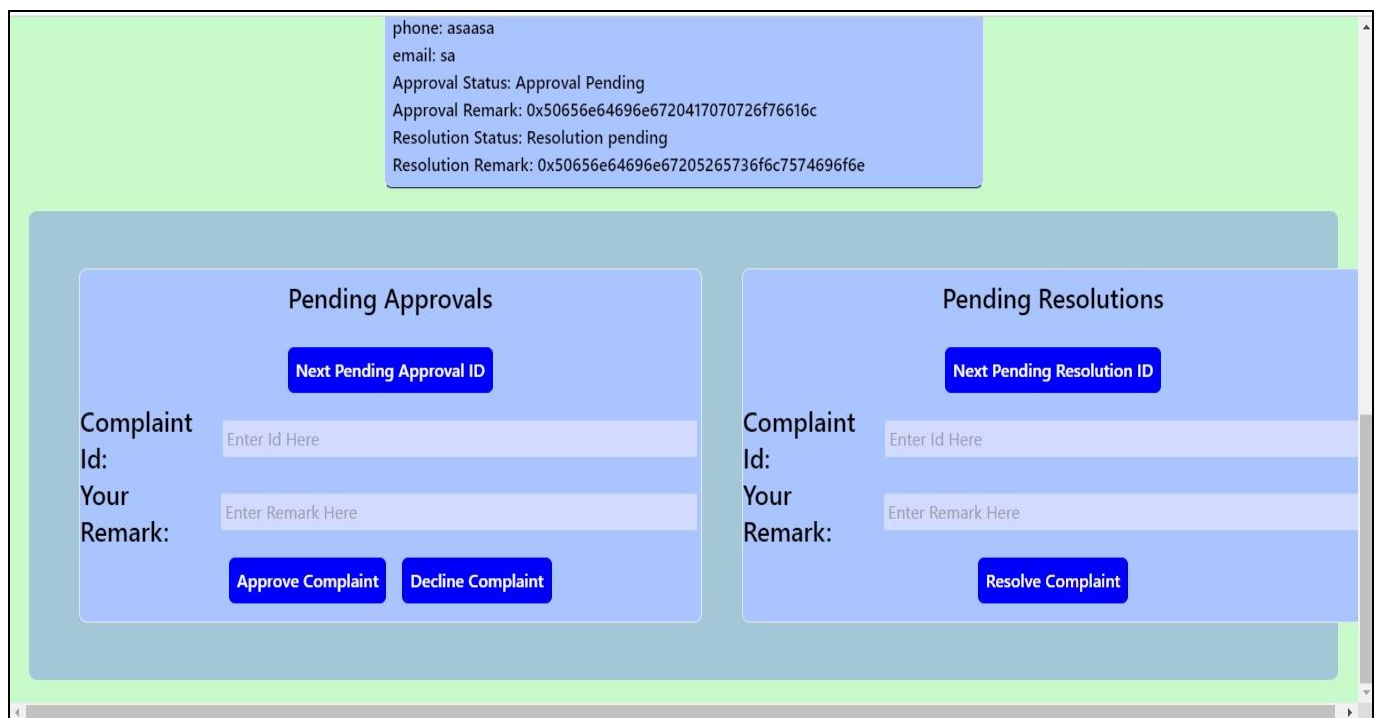 phone: asaasa
email: sa
Approval Status: Approval Pending
Approval Remark: 0x50656e64696e6720417070726f76616c
Resolution Status: Resolution pending
Resolution Remark: 0x50656e64696e67205265736f6c7574696f6e
Pending Approvals
Next Pending Approval ID
Complaint
Id:
Enter Id Here
Your
Remark:
Enter Remark Here
Approve Complaint
Decline Complaint
Pending Resolutions
Next Pending Resolution ID
Complaint
Id:
Enter Id Here
Your
Remark:
Enter Remark Here
Resolve Complaint